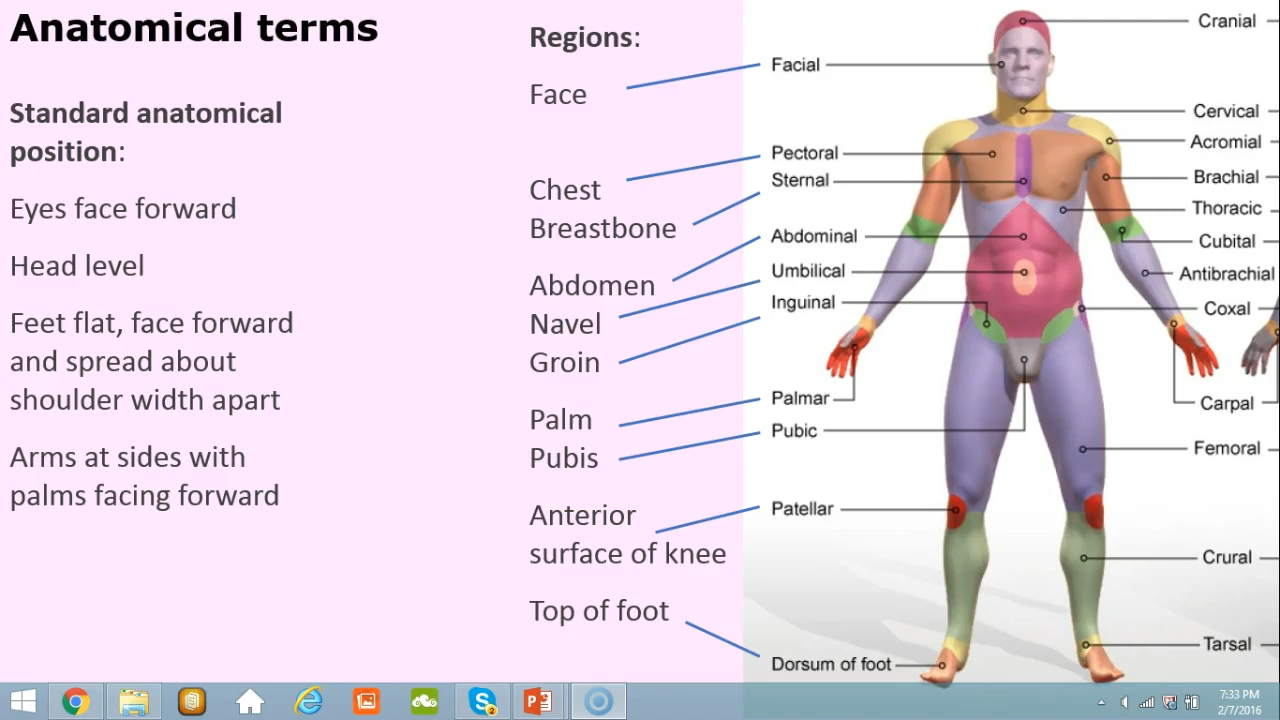 Anatomical terms
Standard anatomical
position:
Eyes face forward
Head level
Feet flat, face forward
and spread about
shoulder width apart
Arms at sides with
palms facing forward
Regions:
Face
Chest
Breastbone
Abdomen
Navel
Groin
Palm
Pubis
Anterior
surface of knee
Top of foot
Facial
Pectoral
Sternal
Abdominal
Umbilical
Inguinal
Palmar
Pubic
Patellar
Dorsum of foot
Cranial
Cervical
Acromial
Brachial
Thoracic
Cubital
Antibrachial
Coxal
Carpal
Femoral
Crural
Tarsal
7:33 PM
2/7/2016